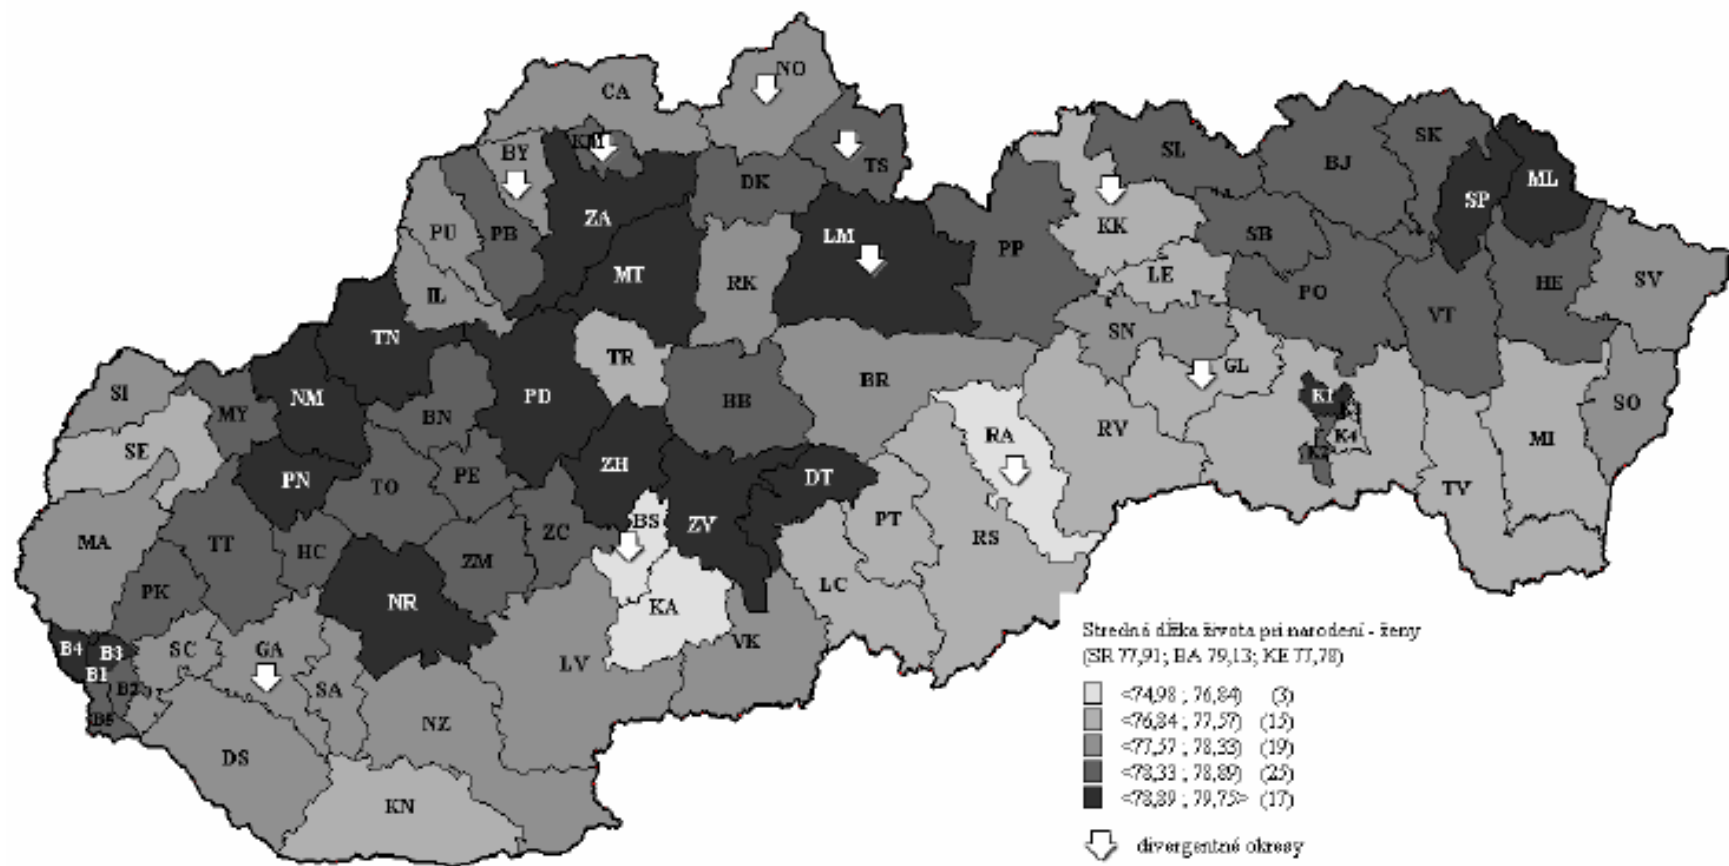 NO
CA
KM
BY
TS
DK
SL
BJ
SK
SP
ML
PU
PB
ZA
LM
PP
KK
SB
IL
MT
RK
LE
PO
VT
HE
SV
TN
SN
TR
GL
SI
MY
NM
BN
PD
BB
BR
K1
K3
K4
K2
SO
SE
PN
TO
PE
ZH
DT
RA
RV
MI
TV
MA
TT
HC
ZM
ZC
BS
ZV
PT
RS
PK
NR
KA
LC
B4
B3
B1
B2
B5
SC
GA
SA
LV
VK
DS
NZ
KN
Stredná dĺžka života pri narodení - ženy
(SR 77,91; BA 79,13; KE 77,78)
<74,98 ; 76,84) (3)
<76,84 ; 77,57) (15)
<77,57 ; 78,33) (19)
<78,33 ; 78,89) (25)
<78,89 ; 79,75> (17)
divergentné okresy